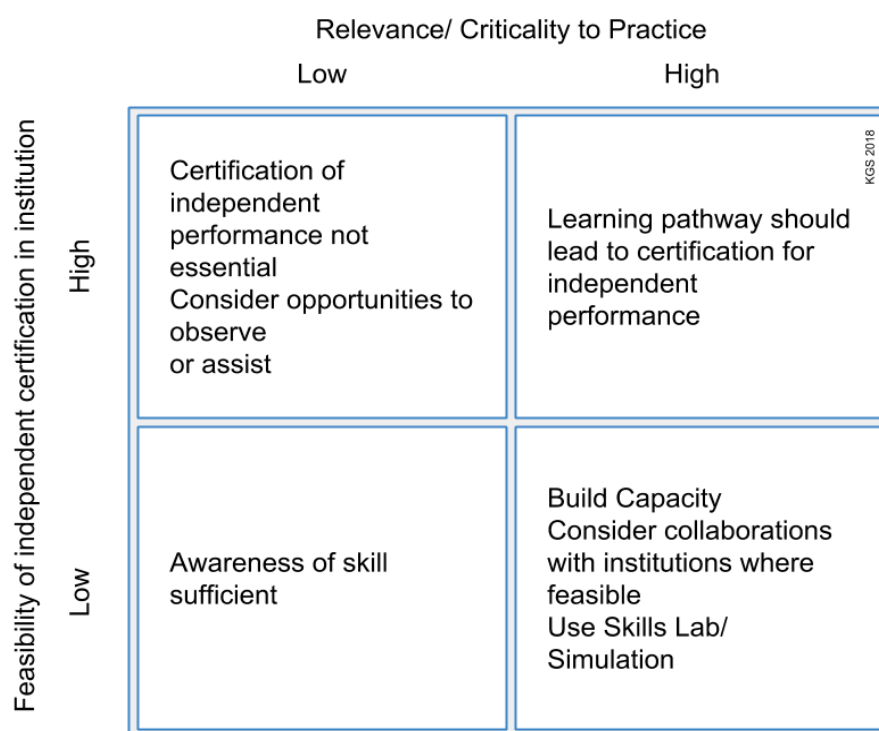 Relevance/ Criticality to Practice
Low
High
Feasibility of independent certification in institution
High
Certification of
independent
performance not
essential
Consider opportunities to
observe
or assist
Learning pathway should
lead to certification for
independent
performance
KGS 2018
Low
Awareness of skill
sufficient
Build Capacity
Consider collaborations
with institutions where
feasible
Use Skills Lab/
Simulation